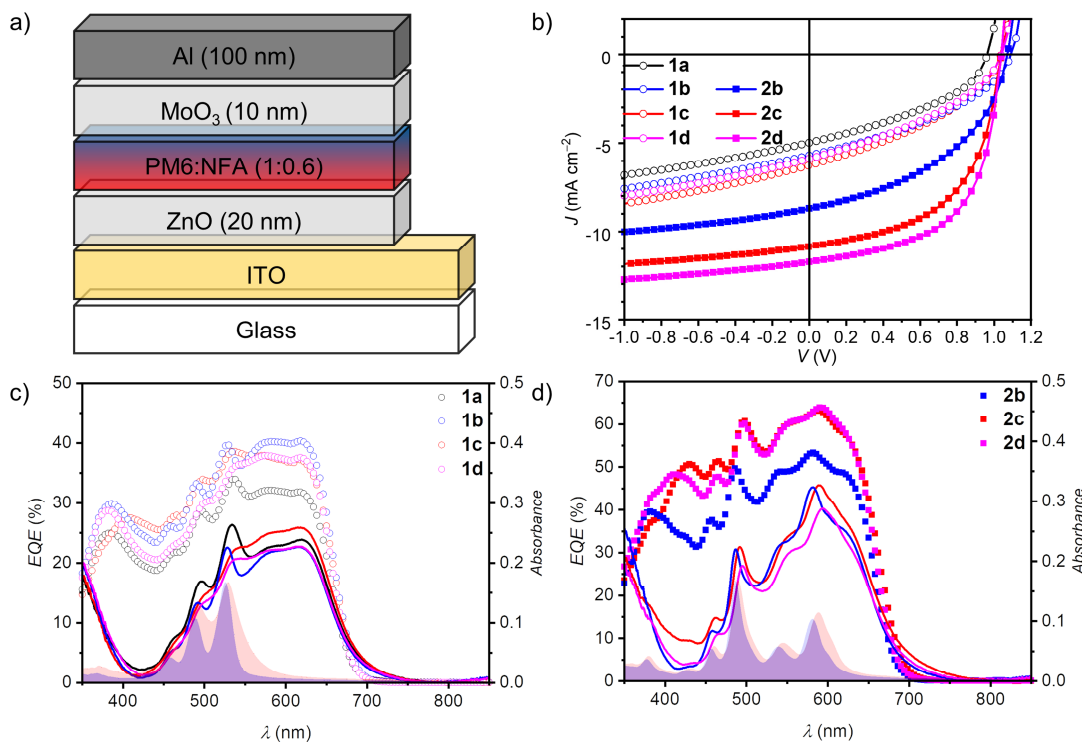 a)
Al (100 nm)
MoO₃ (10 nm)
PM6:NFA (1:0.6)
ZnO (20 nm)
ITO
Glass
b)
0
-5
-10
-15
J (mA cm⁻²)
1a
1b
1c
1d
2b
2c
2d
-1.0 -0.8 -0.6 -0.4 -0.2 0.0 0.2 0.4 0.6 0.8 1.0 1.2
V (V)
c)
50
40
30
20
10
0
EQE (%)
1a
1b
1c
1d
0.5
0.4
0.3
0.2
0.1
0.0
Absorbance
400 500 600 700 800
λ (nm)
d)
70
60
50
40
30
20
10
0
EQE (%)
2b
2c
2d
0.5
0.4
0.3
0.2
0.1
0.0
Absorbance
400 500 600 700 800
λ (nm)